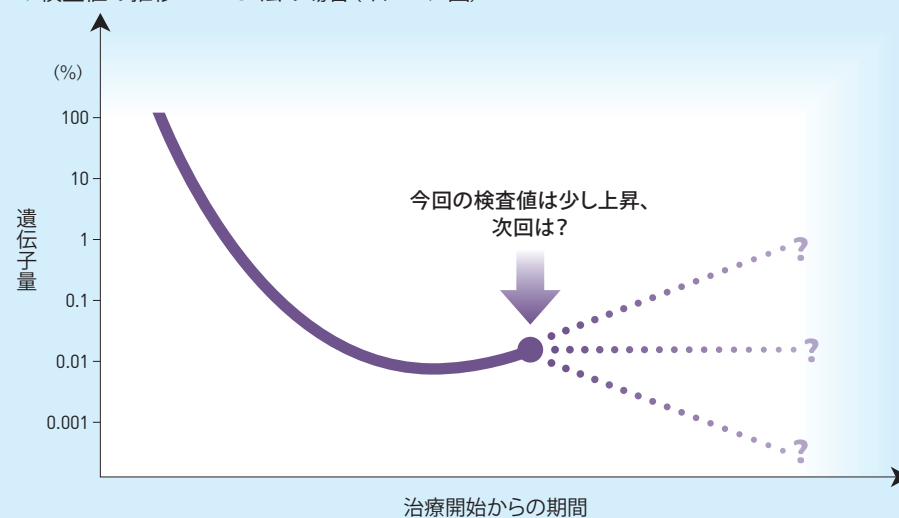 (%)
100
10
1
0.1
0.01
0.001
遺伝子量
今回の検査値は少し上昇、
次回は?
?
?
?
治療開始からの期間